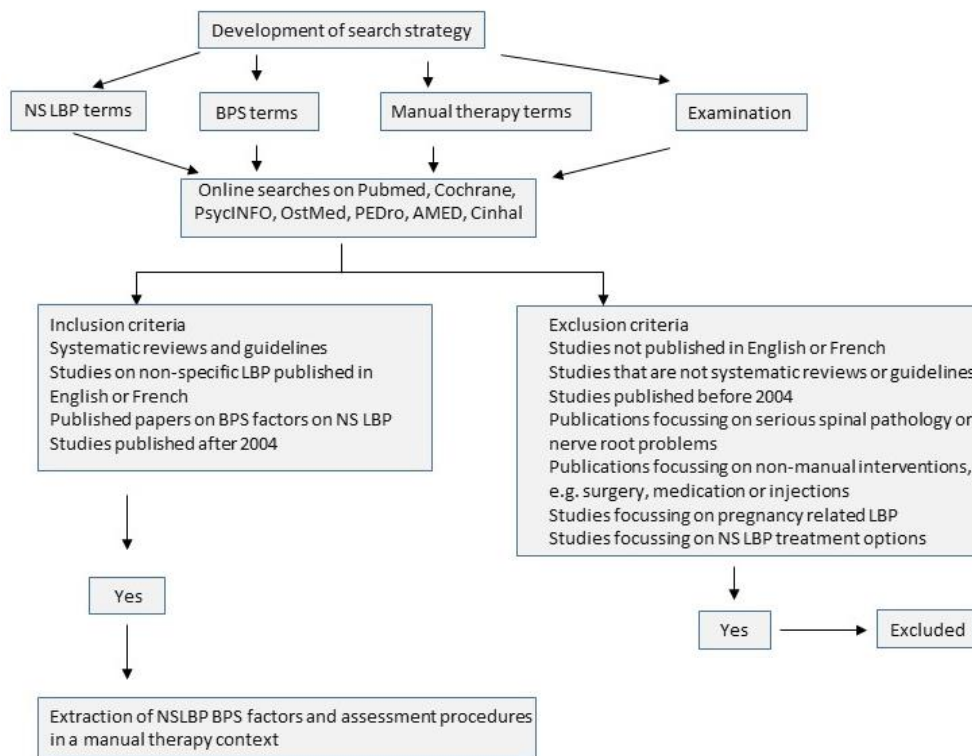 Development of search strategy
NS LBP terms
BPS terms
Manual therapy terms
Examination
Online searches on Pubmed, Cochrane,
PsycINFO, OstMed, PEDro, AMED, Cinhal
Inclusion criteria
Systematic reviews and guidelines
Studies on non-specific LBP published in
English or French
Published papers on BPS factors on NS LBP
Studies published after 2004
Exclusion criteria
Studies not published in English or French
Studies that are not systematic reviews or guidelines
Studies published before 2004
Publications focussing on serious spinal pathology or
nerve root problems
Publications focussing on non-manual interventions,
e.g. surgery, medication or injections
Studies focussing on pregnancy related LBP
Studies focussing on NS LBP treatment options
Yes
Yes
Excluded
Extraction of NSLBP BPS factors and assessment procedures
in a manual therapy context